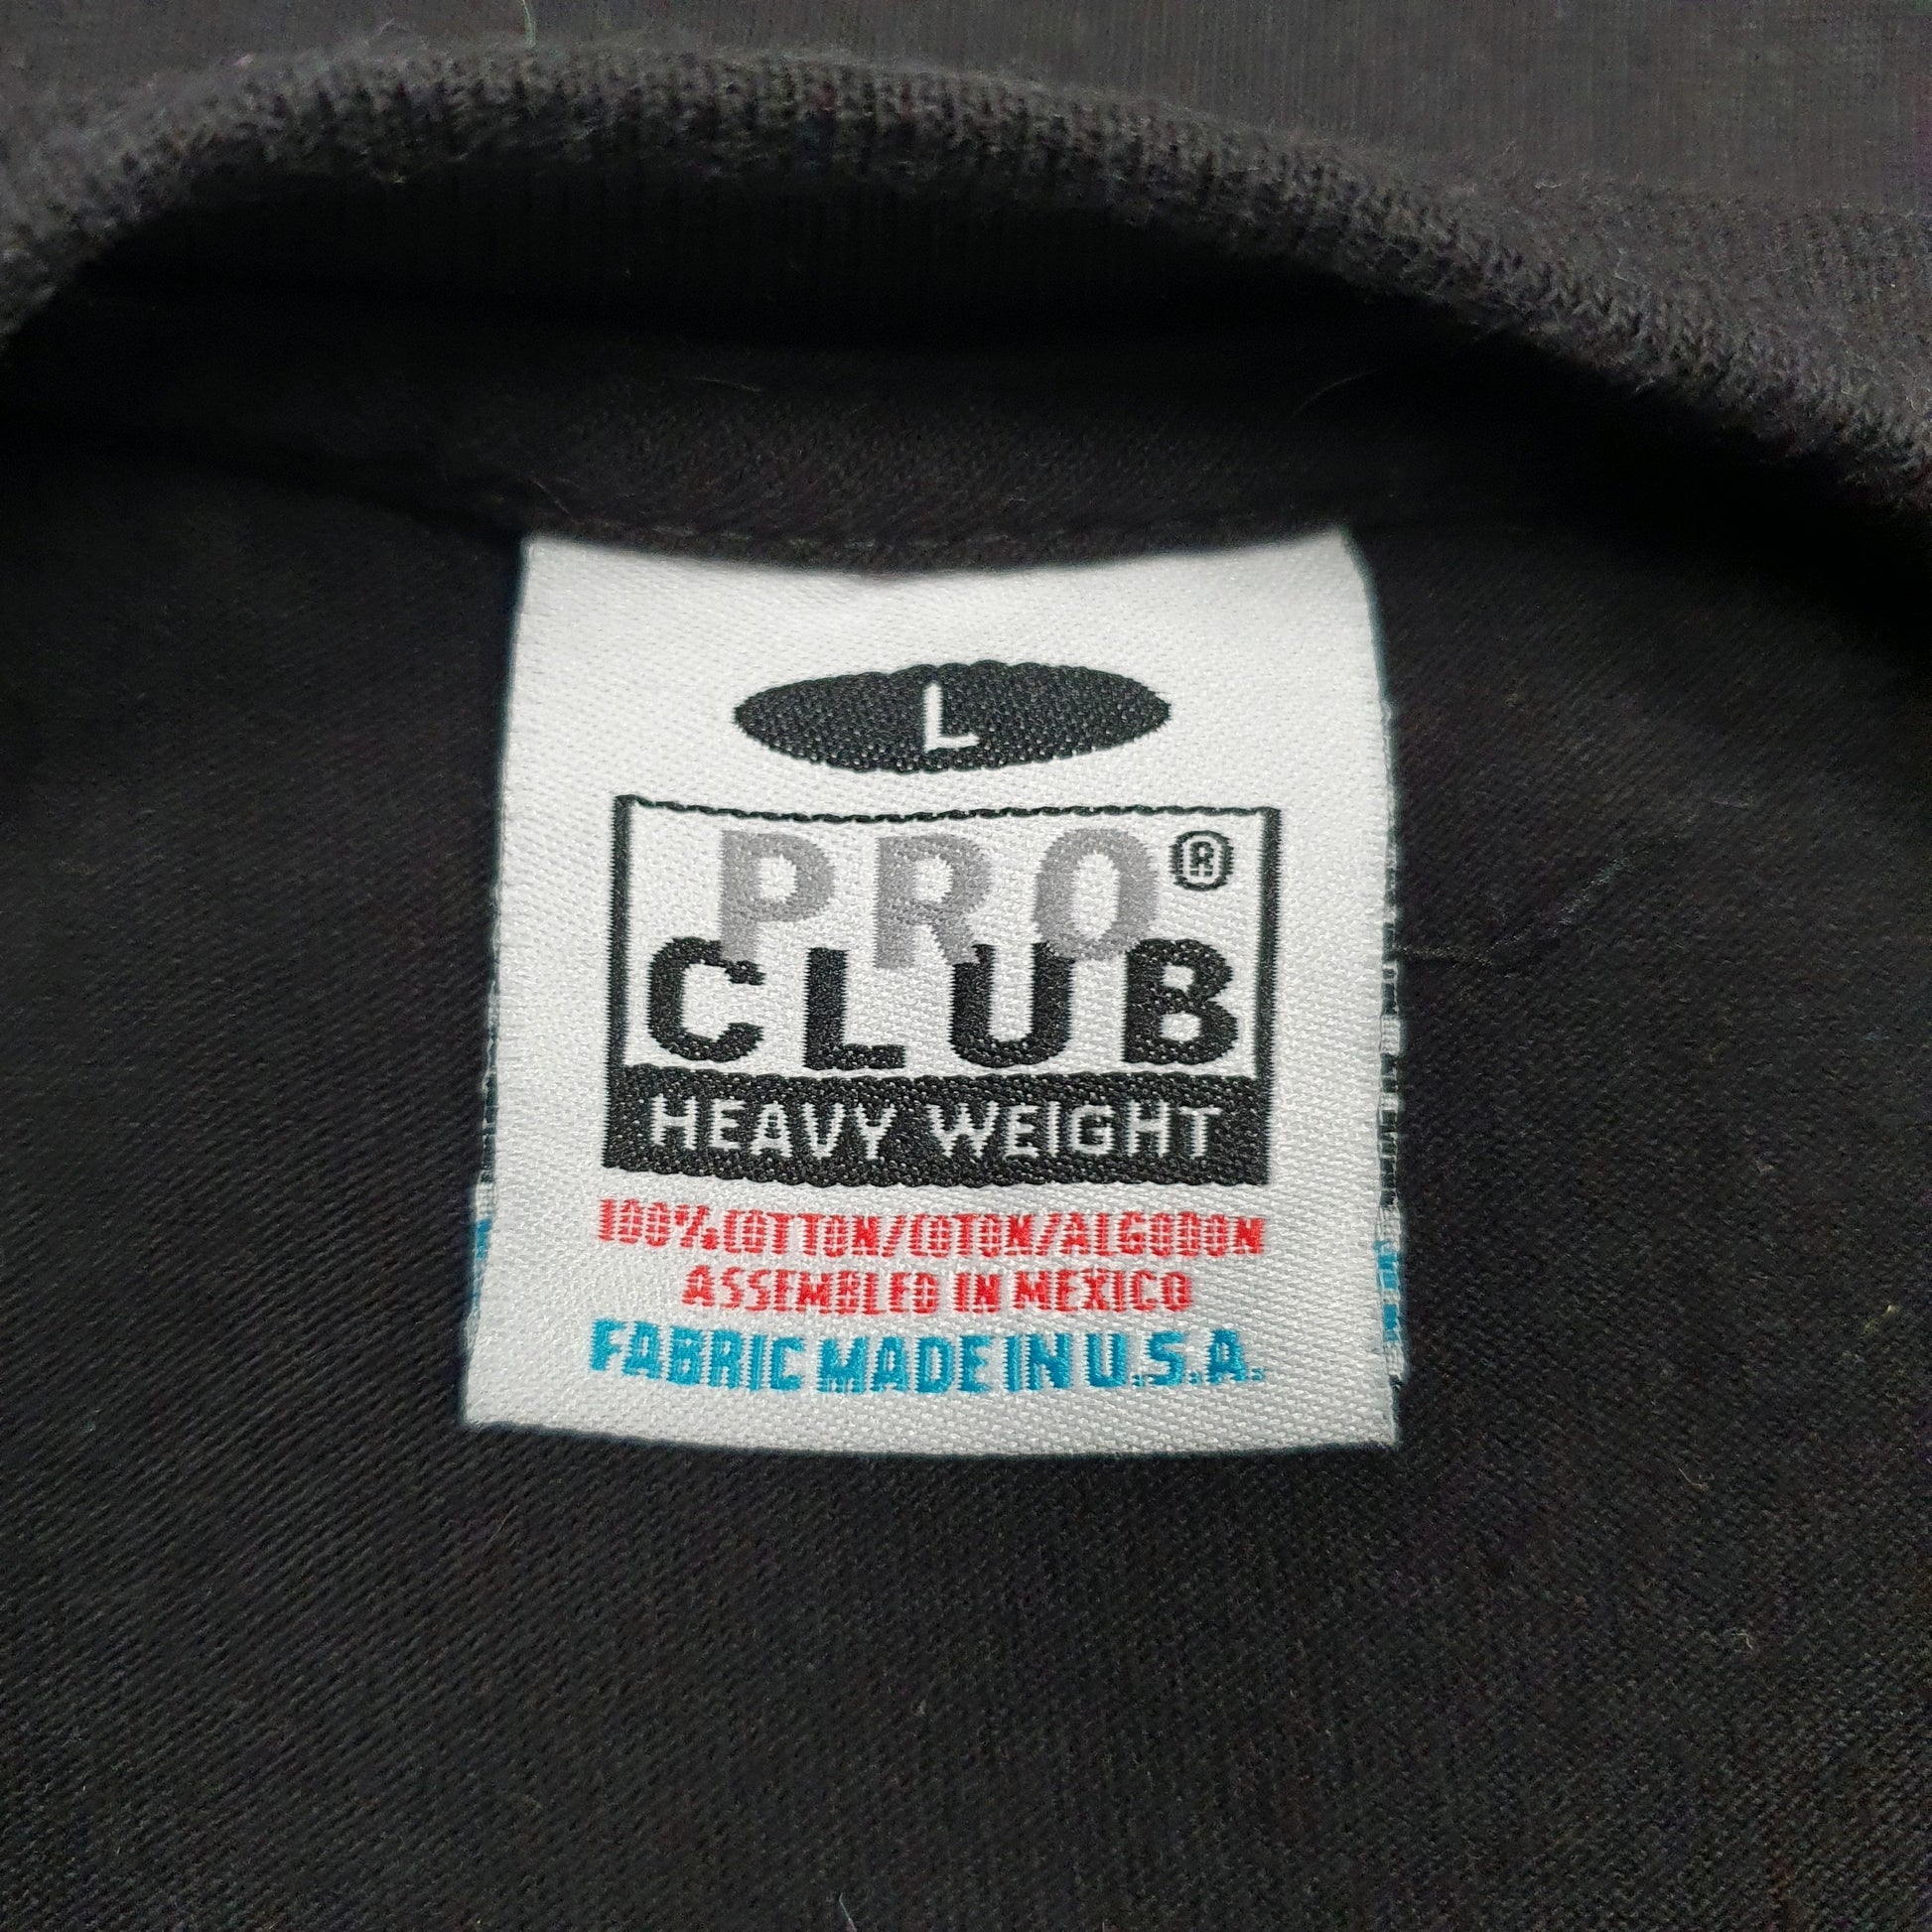 L
PRO®
CLUB
HEAVY WEIGHT
100% COTTON/COTON/ALGODON
ASSEMBLED IN MEXICO
FABRIC MADE IN U.S.A.